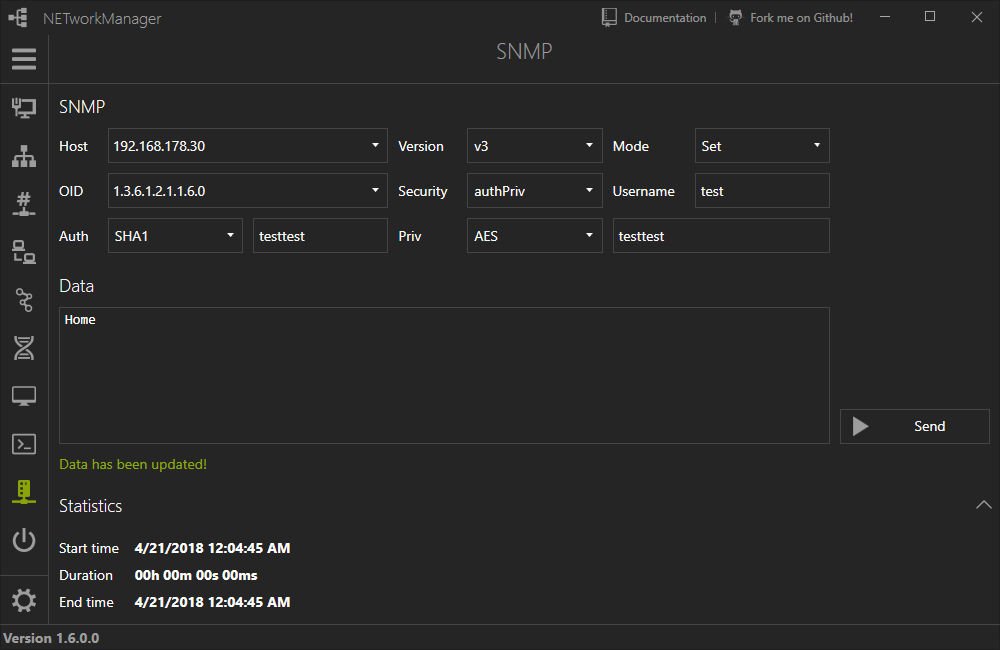 NETworkManager Documentation | Fork me on Github!
SNMP
SNMP
Host 192.168.178.30 Version v3 Mode Set
OID 1.3.6.1.2.1.1.6.0 Security authPriv Username test
Auth SHA1 testtest Priv AES testtest
Data
Home
Send
Data has been updated!
Statistics
Start time 4/21/2018 12:04:45 AM
Duration 00h 00m 00s 00ms
End time 4/21/2018 12:04:45 AM
Version 1.6.0.0